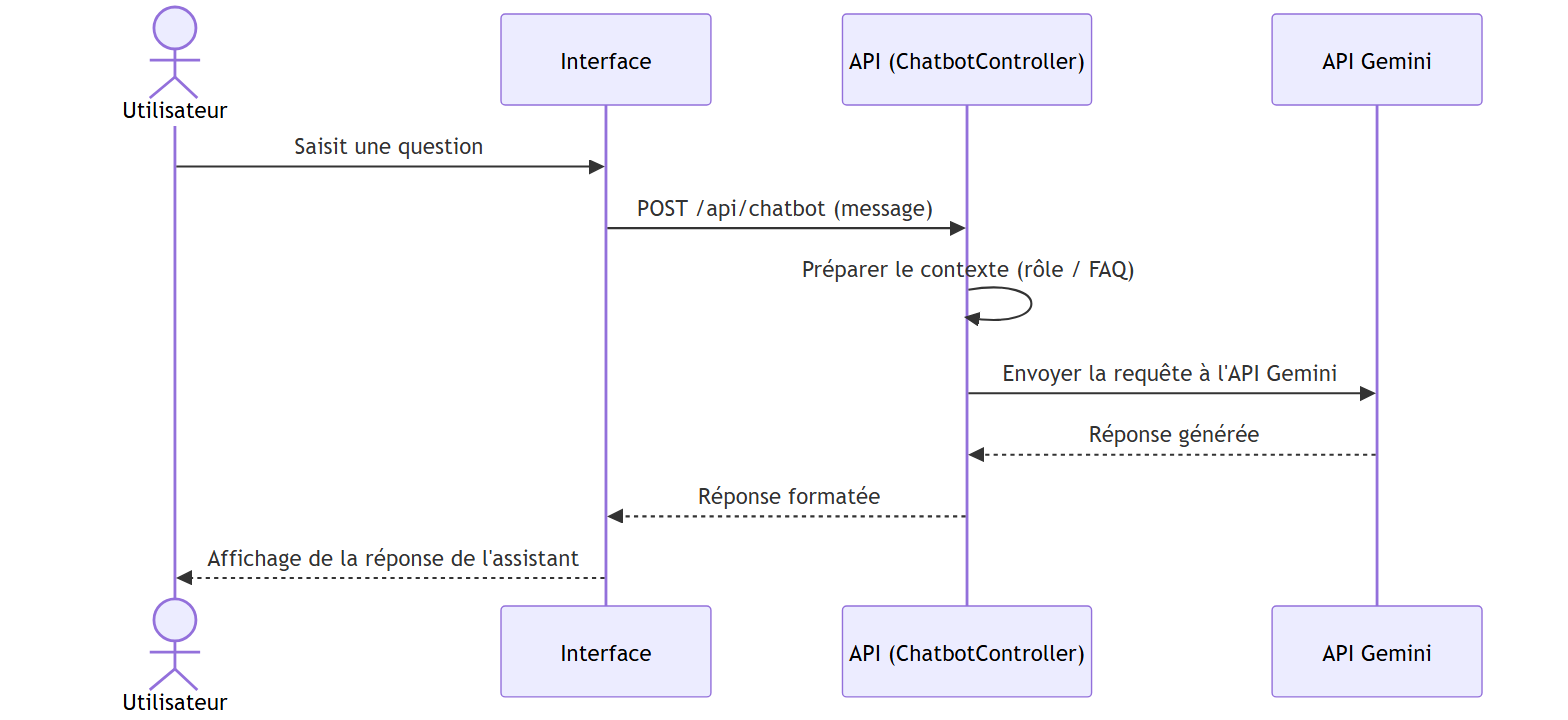 Utilisateur
Interface
API (ChatbotController)
API Gemini
Saisit une question
POST /api/chatbot (message)
Préparer le contexte (rôle / FAQ)
Envoyer la requête à l'API Gemini
Réponse générée
Réponse formatée
Affichage de la réponse de l'assistant
Utilisateur
Interface
API (ChatbotController)
API Gemini